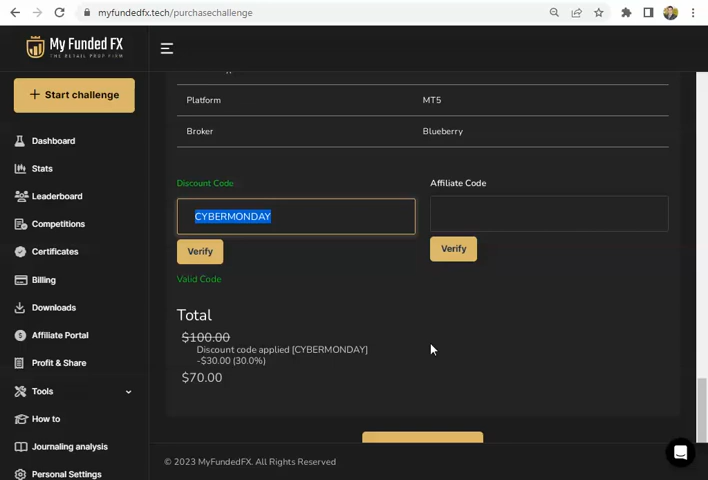 myfundedfx.tech/purchasechallenge
My Funded FX
THE RETAIL PROP FIRM
+ Start challenge
Dashboard
Stats
Leaderboard
Competitions
Certificates
Billing
Downloads
Affiliate Portal
Profit & Share
Tools
How to
Journaling analysis
Personal Settings
Platform MT5
Broker Blueberry
Discount Code Affiliate Code
CYBERMONDAY
Verify Verify
Valid Code
Total
$100.00
Discount code applied [CYBERMONDAY]
-$30.00 (30.0%)
$70.00
© 2023 MyFundedFX. All Rights Reserved